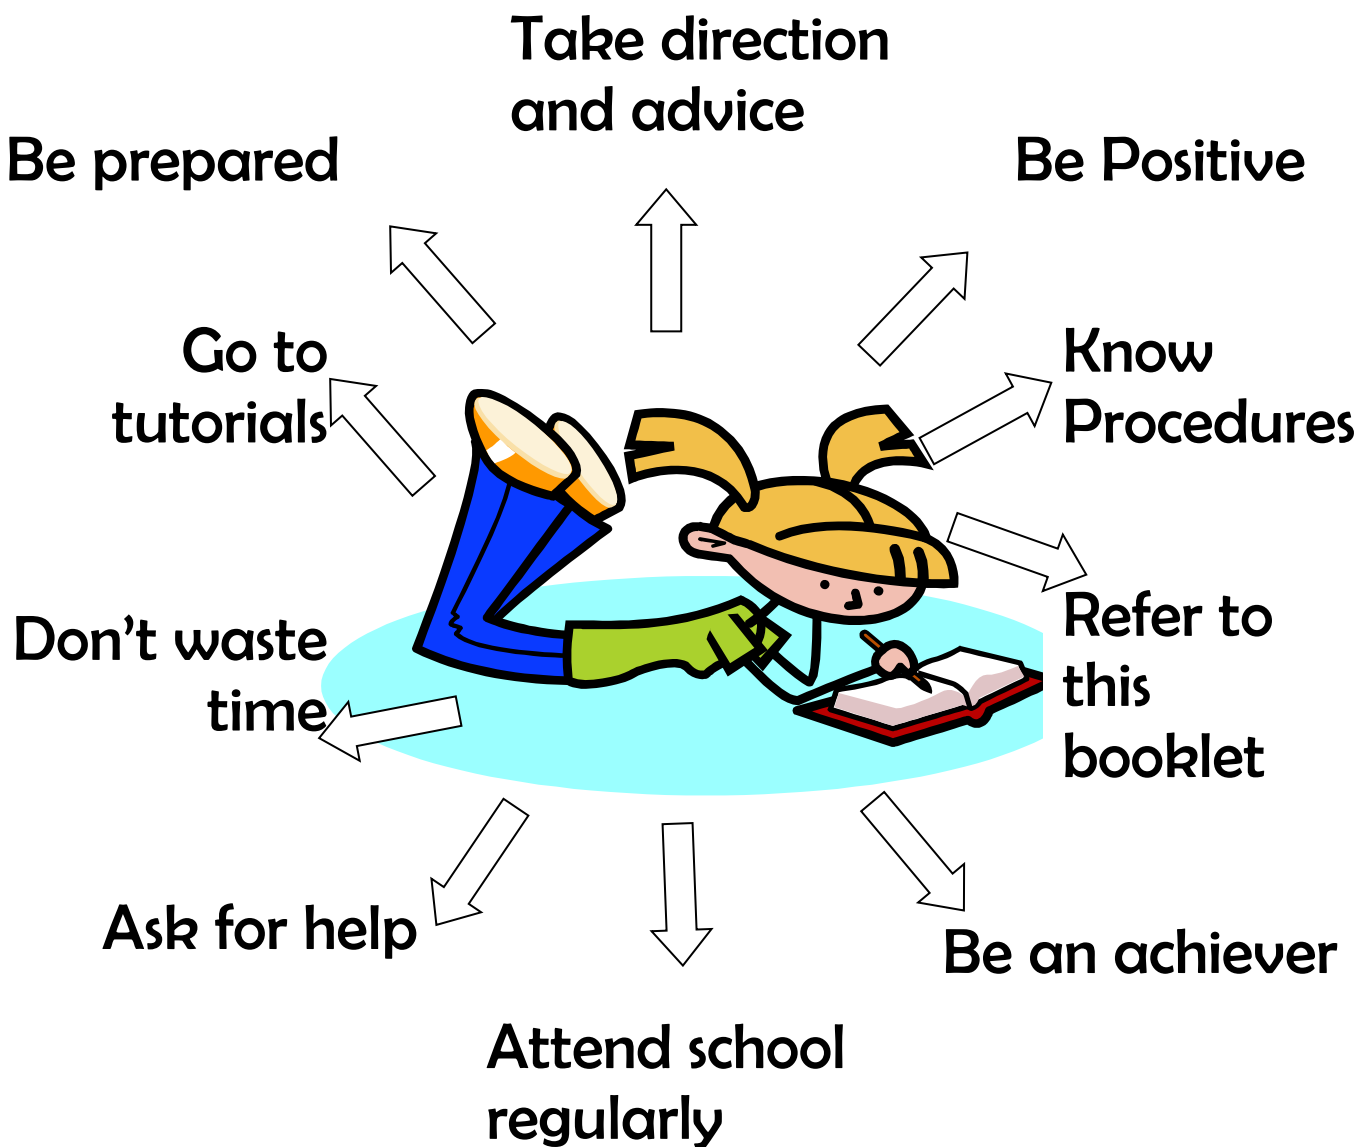 Take direction
and advice
Be prepared
Be Positive
Go to
tutorials
Know
Procedures
Don't waste
time
Refer to
this
booklet
Ask for help
Be an achiever
Attend school
regularly